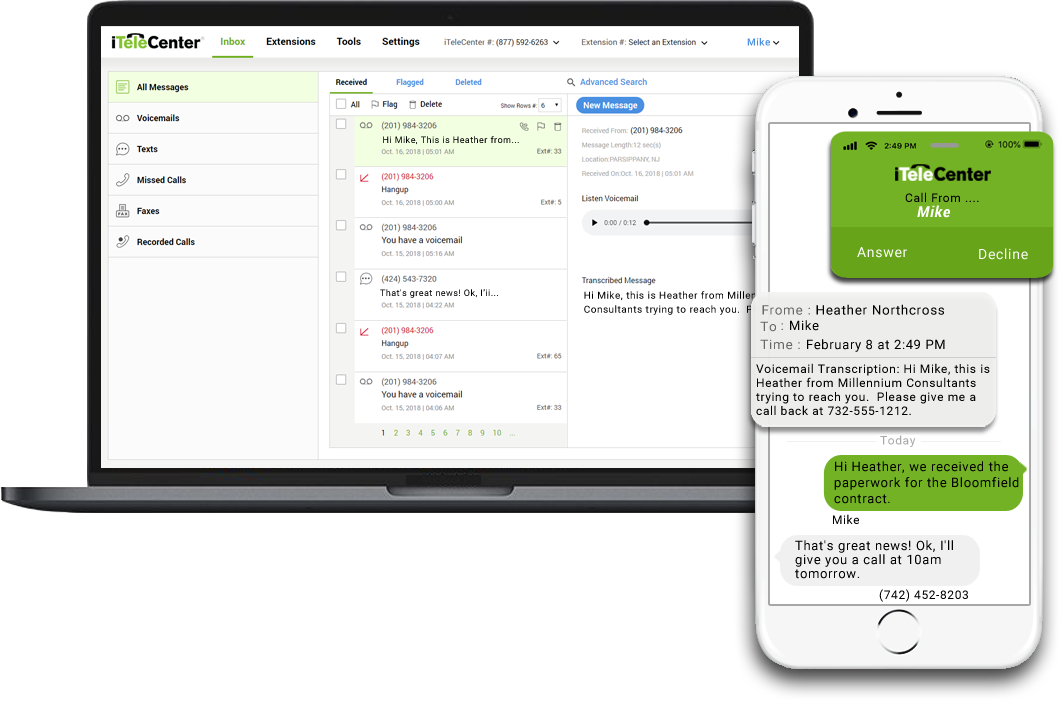 iTeleCenter®
Inbox
Extensions
Tools
Settings
iTeleCenter #: (877) 592-6263
Extension #: Select an Extension
Mike
All Messages
Voicemails
Texts
Missed Calls
FAX
Faxes
Recorded Calls
Received
Flagged
Deleted
All
Flag
Delete
Show Rows #: 6
(201) 984-3206
Hi Mike, This is Heather from...
Oct. 16, 2018 | 05:01 AM
Ext#: 33
(201) 984-3206
Hangup
Oct. 16, 2018 | 05:00 AM
Ext#: 5
(201) 984-3206
You have a voicemail
Oct. 15, 2018 | 05:16 AM
(424) 543-7320
That's great news! Ok, I'ii...
Oct. 15, 2018 | 04:22 AM
(201) 984-3206
Hangup
Oct. 15, 2018 | 04:07 AM
Ext#: 65
(201) 984-3206
You have a voicemail
Oct. 15, 2018 | 04:06 AM
Ext#: 33
1 2 3 4 5 6 7 8 9 10 ...
Advanced Search
New Message
Received From: (201) 984-3206
Message Length:12 sec(s)
Location:PARSIPPANY, NJ
Received On:Oct. 16, 2018 | 05:01 AM
Listen Voicemail
0:00 / 0:12
Transcribed Message
Hi Mike, this is Heather from Millen
Consultants trying to reach you. P
2:49 PM
100%
iTeleCenter
Call From ....
Mike
Answer
Decline
Frome : Heather Northcross
To : Mike
Time : February 8 at 2:49 PM
Voicemail Transcription: Hi Mike, this is
Heather from Millennium Consultants
trying to reach you. Please give me a
call back at 732-555-1212.
Today
Hi Heather, we received the
paperwork for the Bloomfield
contract.
Mike
That's great news! Ok, I'll
give you a call at 10am
tomorrow.
(742) 452-8203